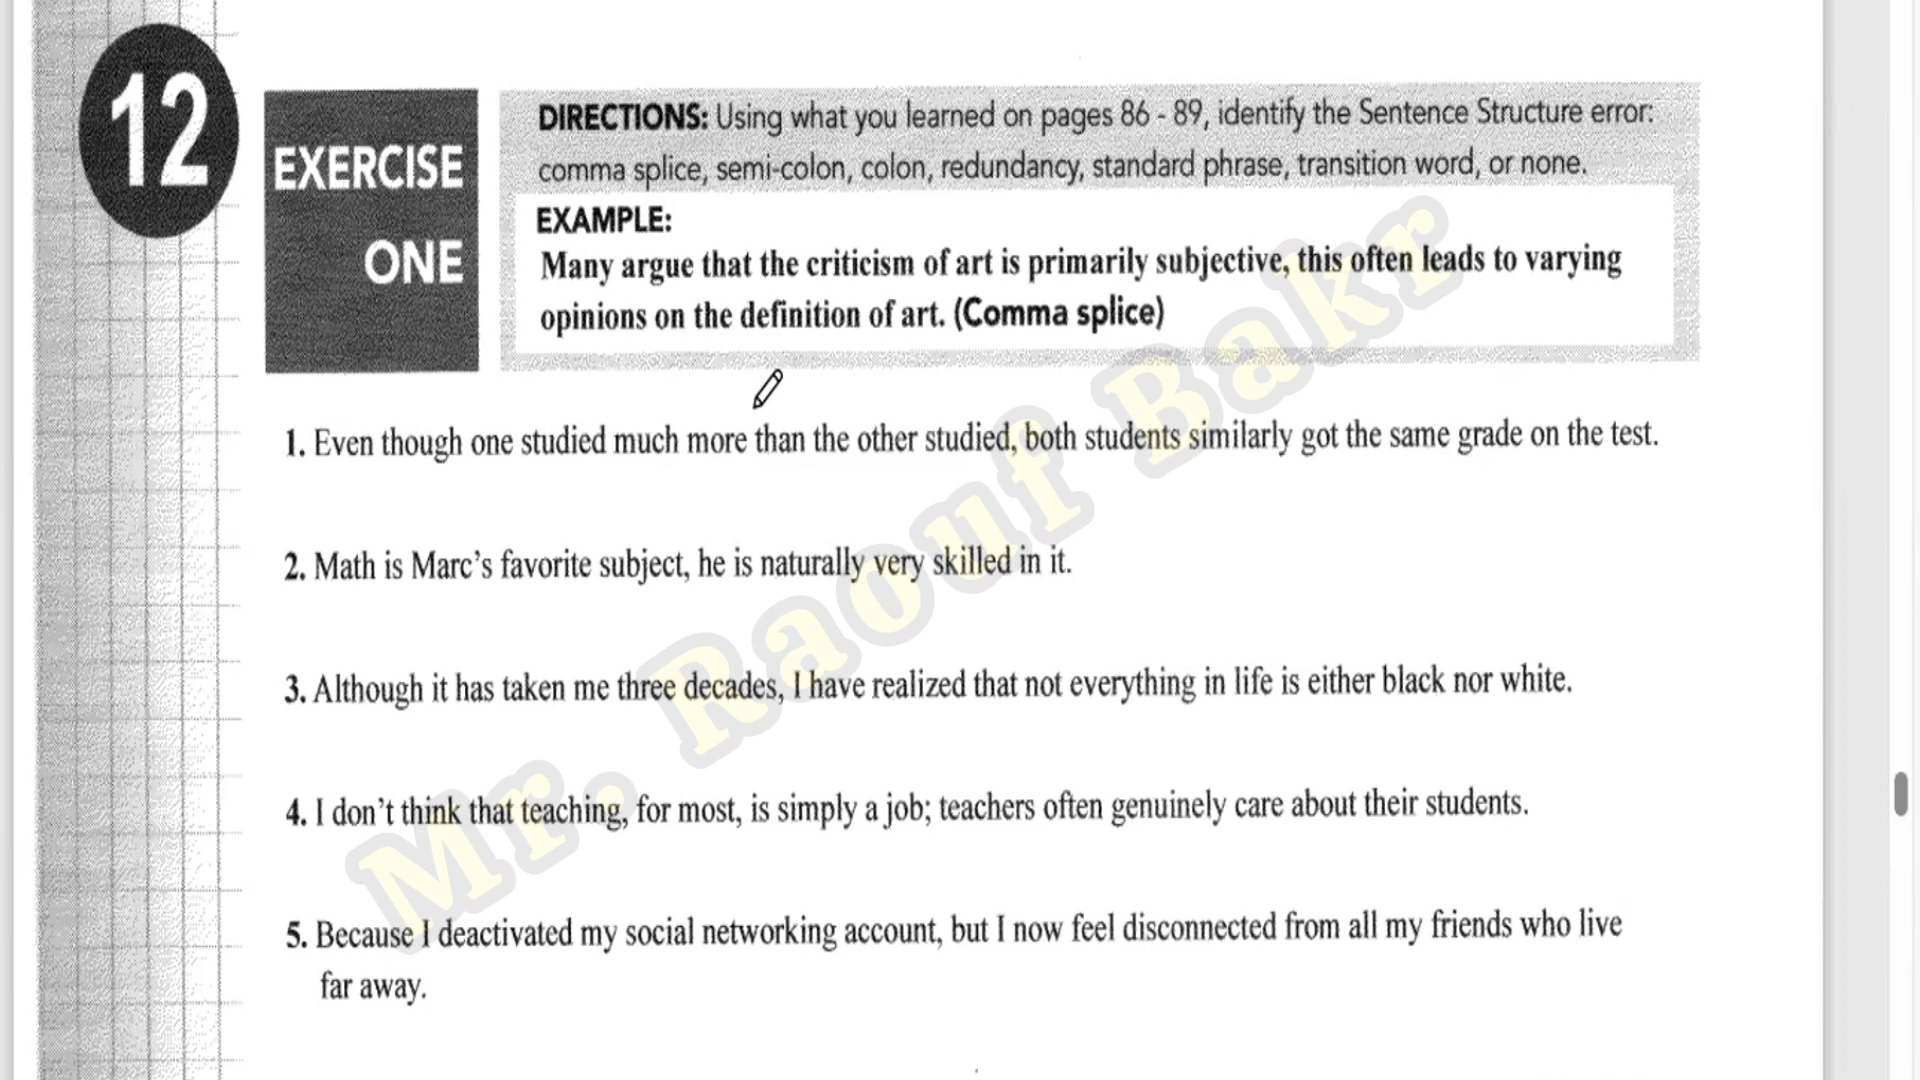 12
EXERCISE
ONE
DIRECTIONS: Using what you learned on pages 86 - 89, identify the Sentence Structure error:
comma splice, semi-colon, colon, redundancy, standard phrase, transition word, or none.
EXAMPLE:
Many argue that the criticism of art is primarily subjective, this often leads to varying
opinions on the definition of art. (Comma splice)
1. Even though one studied much more than the other studied, both students similarly got the same grade on the test.
2. Math is Marc's favorite subject, he is naturally very skilled in it.
3. Although it has taken me three decades, I have realized that not everything in life is either black nor white.
4. I don't think that teaching, for most, is simply a job; teachers often genuinely care about their students.
5. Because I deactivated my social networking account, but I now feel disconnected from all my friends who live
far away.
Mr. Raouf Bakr